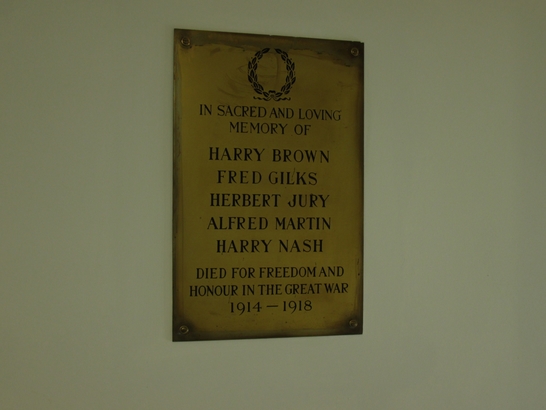 IN SACRED AND LOVING
MEMORY OF
HARRY BROWN
FRED GILKS
HERBERT JURY
ALFRED MARTIN
HARRY NASH
DIED FOR FREEDOM AND
HONOUR IN THE GREAT WAR
1914 — 1918